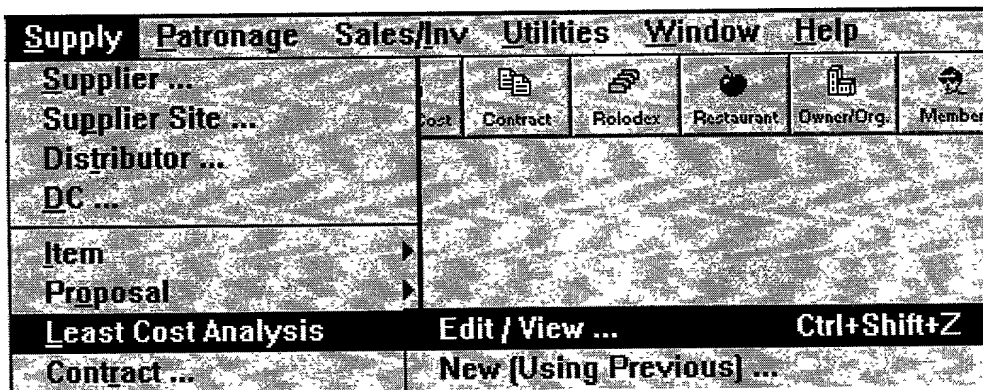 Supply Patronage Sales/Inv Utilities Window Help
Supplier ...
Supplier Site ...
Distributor ...
DC ...
Cost Contract Rolodex Restaurant Owner/Org. Member
Item
Proposal
Least Cost Analysis Edit / View ... Ctrl+Shift+Z
Contract ... New (Using Previous) ...